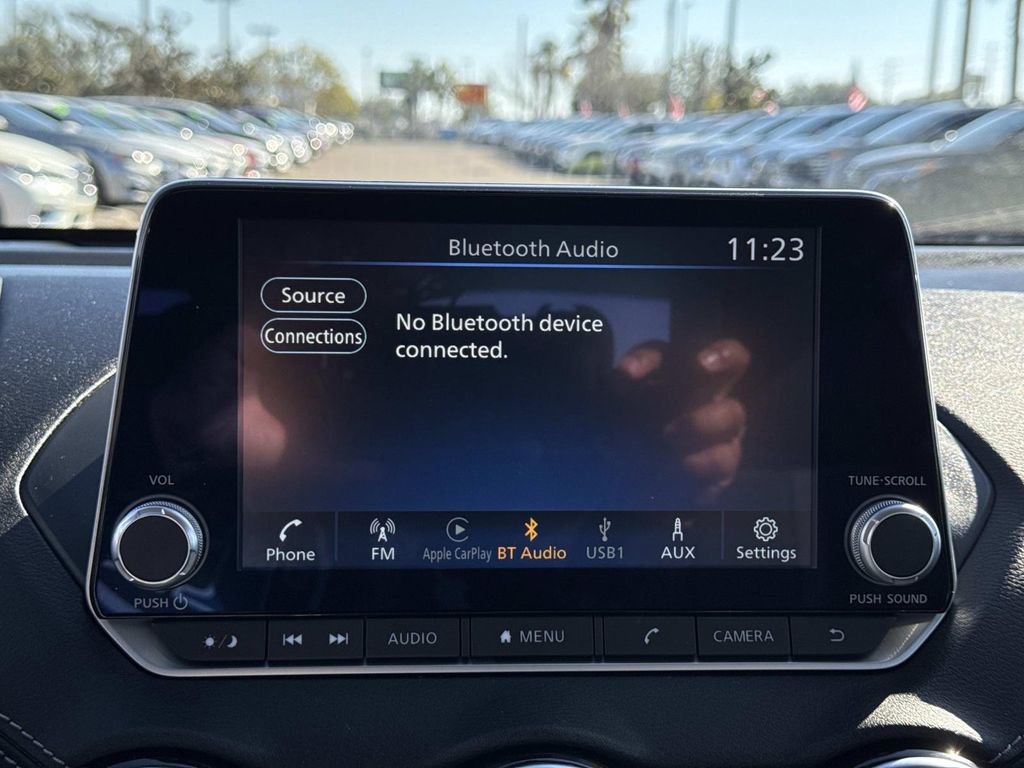 Bluetooth Audio 11:23
Source
Connections
No Bluetooth device
connected.
VOL
TUNE·SCROLL
Phone FM Apple CarPlay BT Audio USB1 AUX Settings
PUSH
PUSH SOUND
AUDIO MENU CAMERA